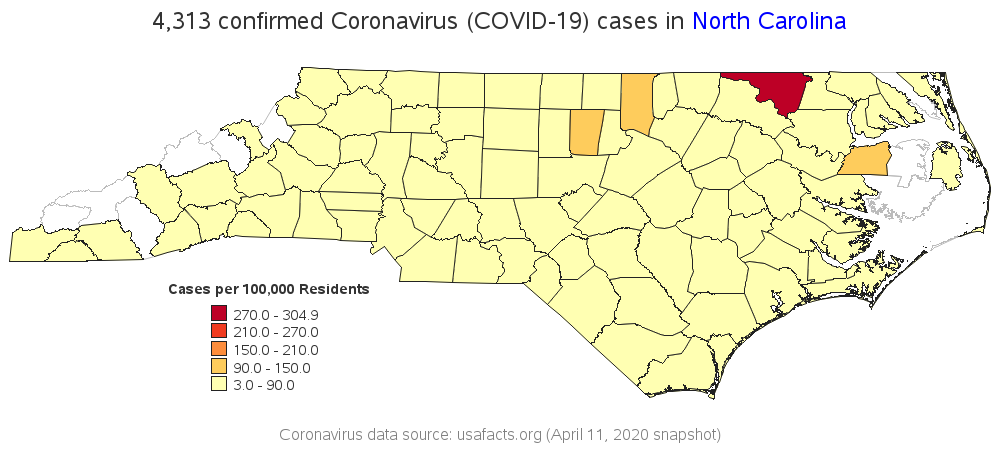 4,313 confirmed Coronavirus (COVID-19) cases in North Carolina
Cases per 100,000 Residents
270.0 - 304.9
210.0 - 270.0
150.0 - 210.0
90.0 - 150.0
3.0 - 90.0
Coronavirus data source: usafacts.org (April 11, 2020 snapshot)